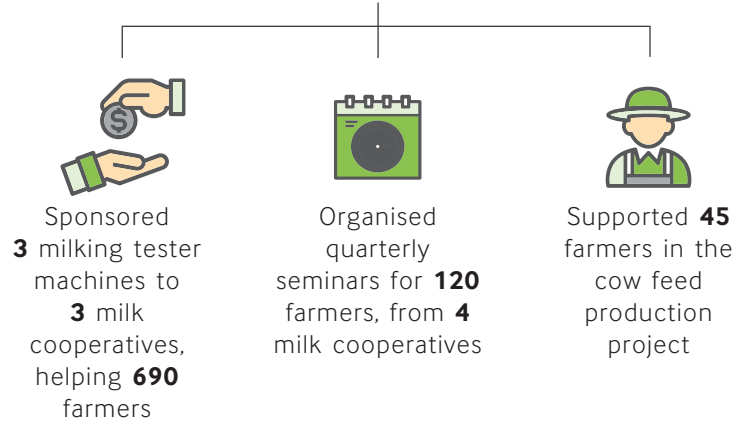 $
Sponsored
3 milking tester
machines to
3 milk
cooperatives,
helping 690
farmers
Organised
quarterly
seminars for 120
farmers, from 4
milk cooperatives
Supported 45
farmers in the
cow feed
production
project